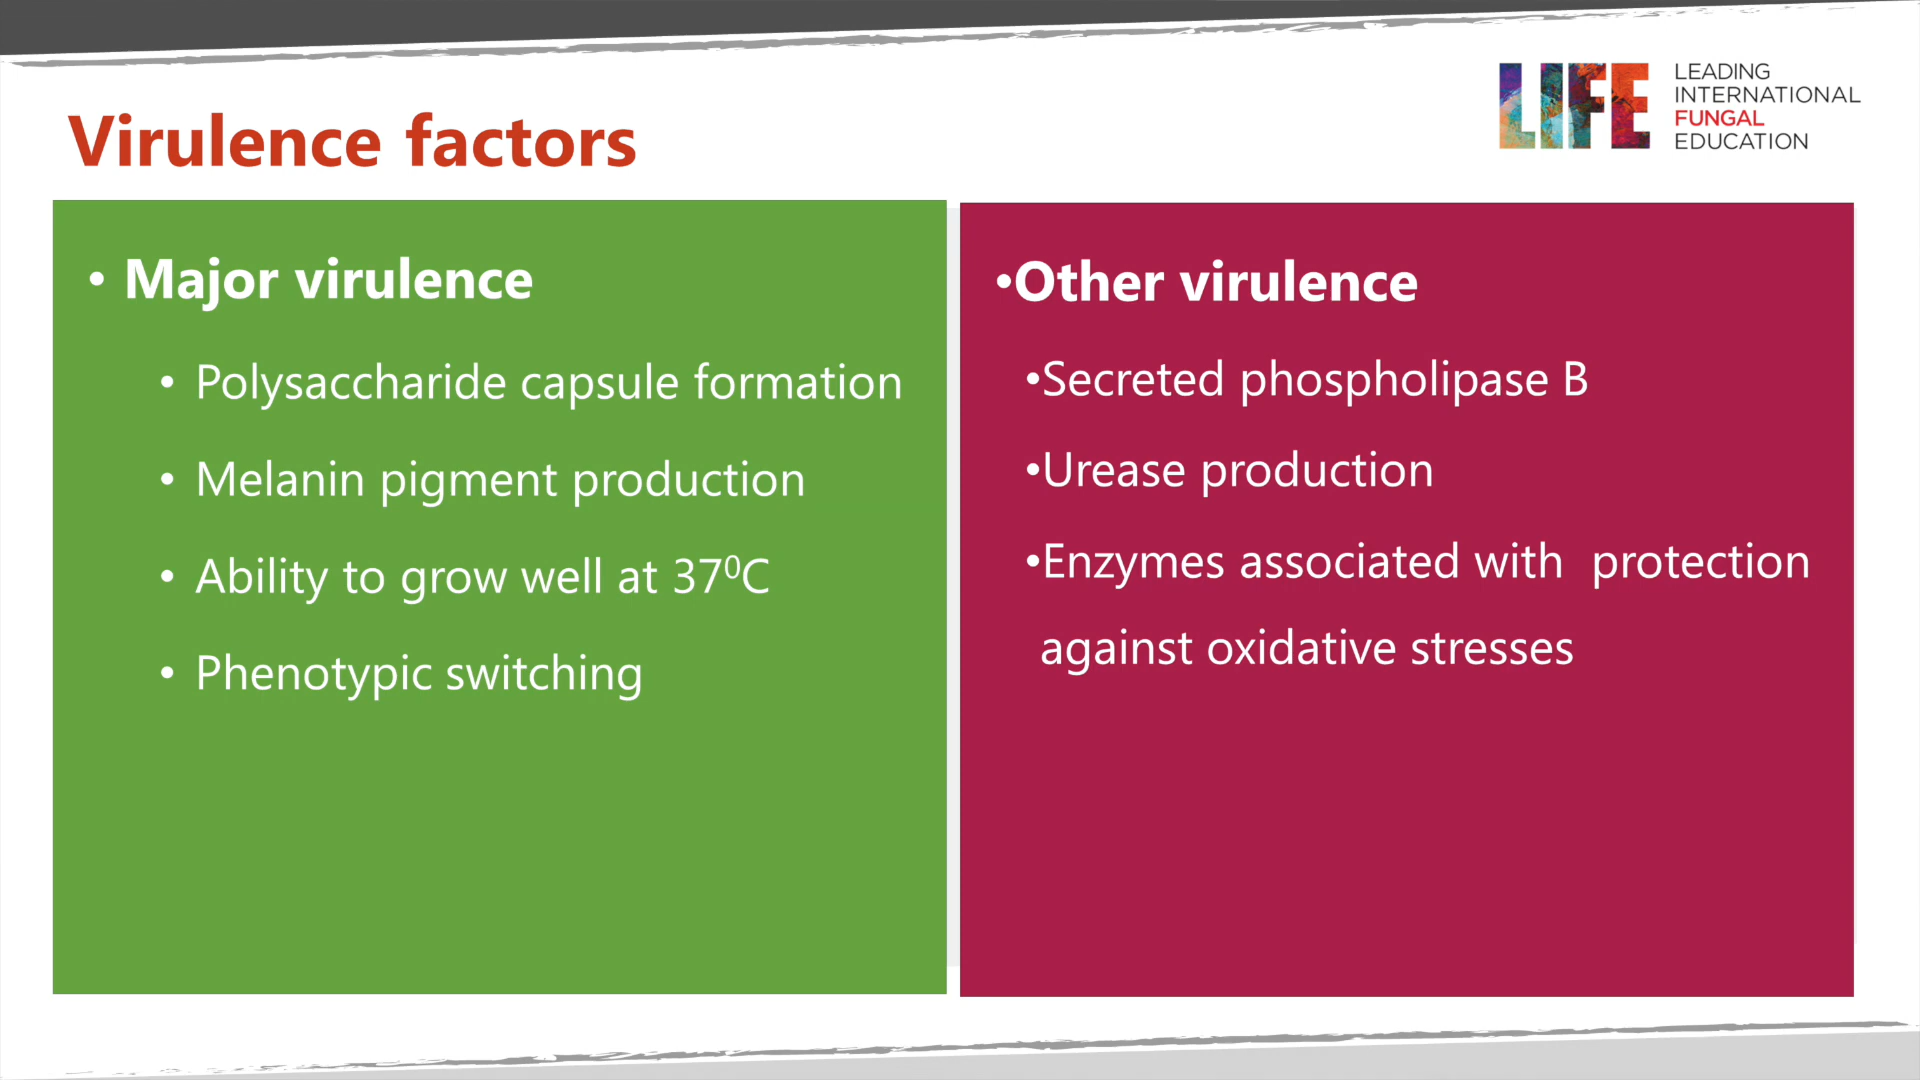 LIFE
LEADING
INTERNATIONAL
FUNGAL
EDUCATION
Virulence factors
• Major virulence
• Polysaccharide capsule formation
• Melanin pigment production
• Ability to grow well at 37⁰C
• Phenotypic switching
•Other virulence
•Secreted phospholipase B
•Urease production
•Enzymes associated with  protection
against oxidative stresses